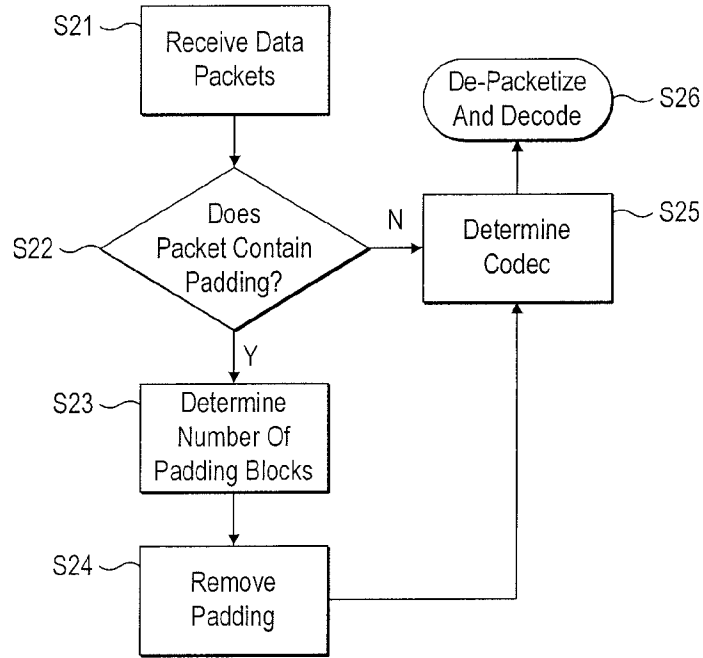 S21
Receive Data
Packets
De-Packetize
And Decode
S26
S22
Does
Packet Contain
Padding?
N
Determine
Codec
S25
Y
S23
Determine
Number Of
Padding Blocks
S24
Remove
Padding